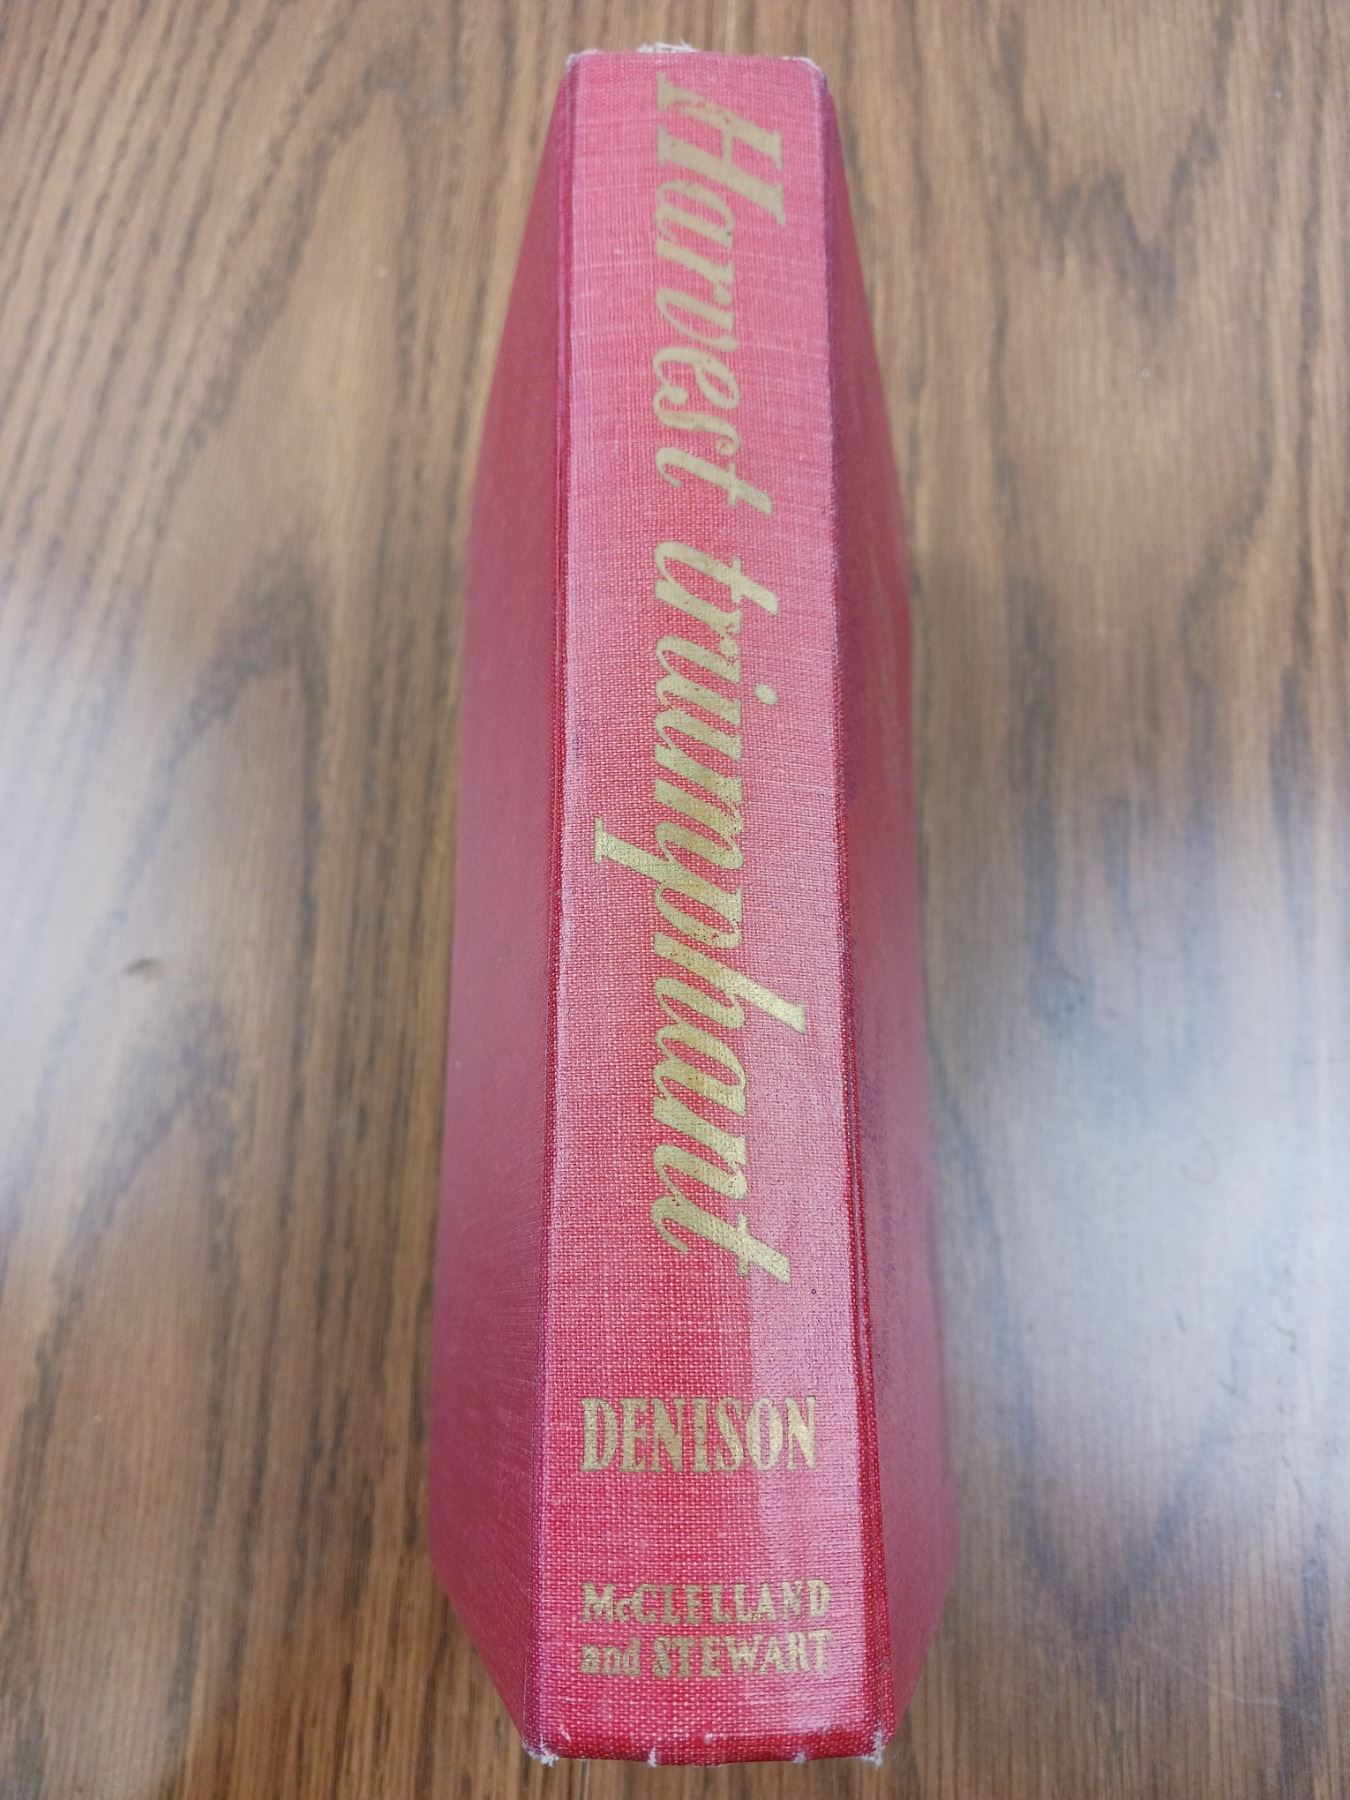 Harvest triumphant
DENISON
McCLELLAND
and STEWART